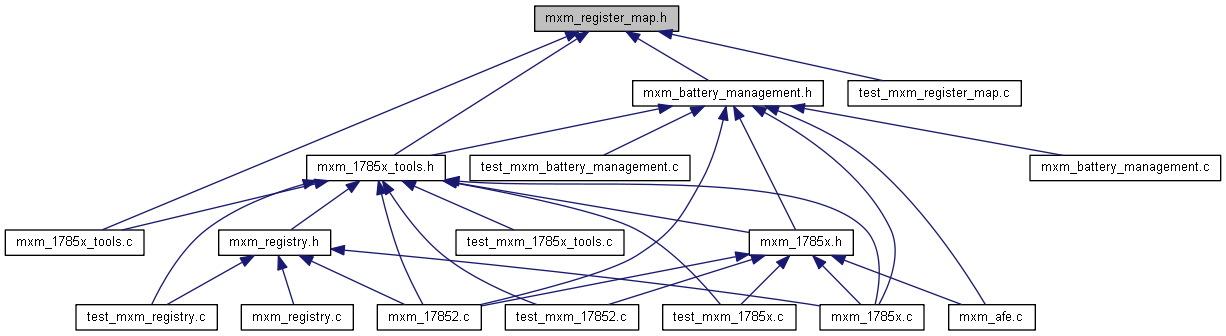 mxm_register_map.h
mxm_battery_management.h
test_mxm_register_map.c
mxm_1785x_tools.h
test_mxm_battery_management.c
mxm_battery_management.c
mxm_1785x_tools.c
mxm_registry.h
test_mxm_1785x_tools.c
mxm_1785x.h
test_mxm_registry.c
mxm_registry.c
mxm_17852.c
test_mxm_17852.c
test_mxm_1785x.c
mxm_1785x.c
mxm_afe.c